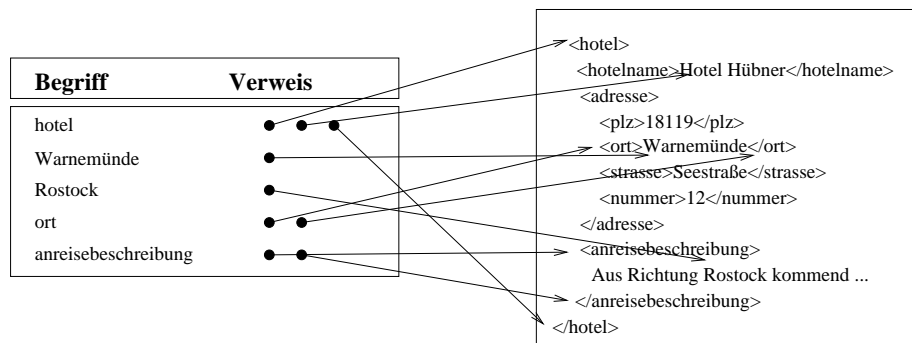 Begriff Verweis
hotel
Warnemünde
Rostock
ort
anreisebeschreibung
<hotel>
<hotelname>Hotel Hübner</hotelname>
<adresse>
<plz>18119</plz>
<ort>Warnemünde</ort>
<strasse>Seestraße</strasse>
<nummer>12</nummer>
</adresse>
<anreisebeschreibung>
Aus Richtung Rostock kommend ...
</anreisebeschreibung>
</hotel>